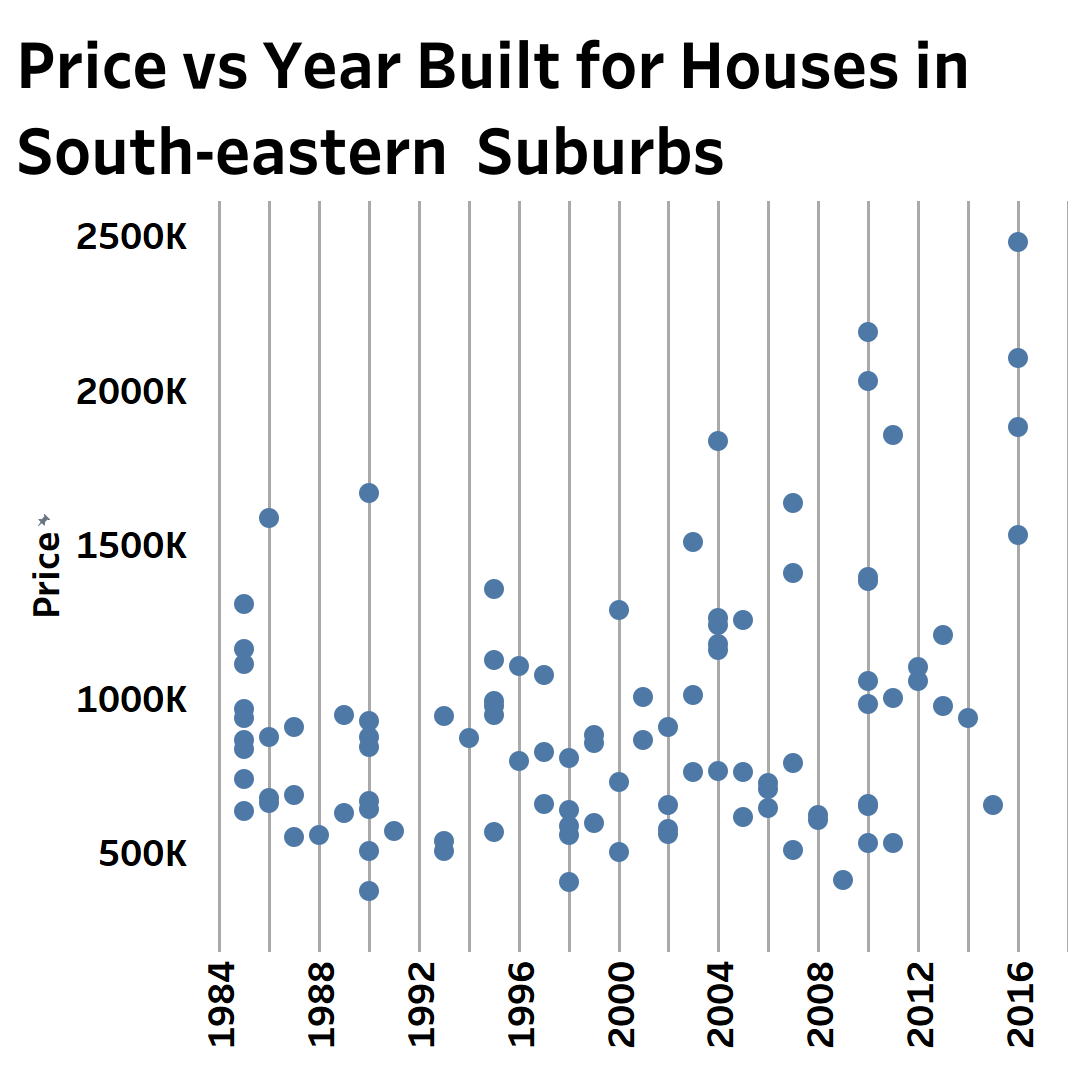 Price vs Year Built for Houses in
South-eastern Suburbs
2500K
2000K
1500K
1000K
500K
Price
1984
1988
1992
1996
2000
2004
2008
2012
2016